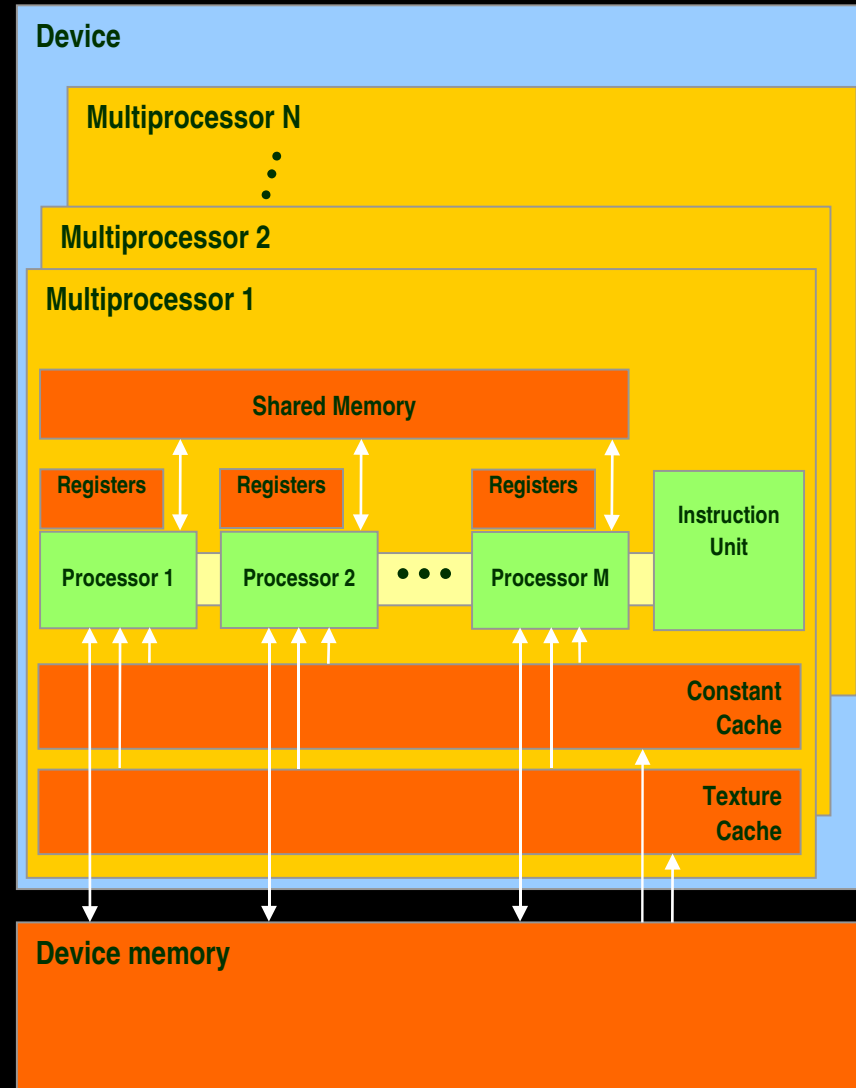 Device
Multiprocessor N
Multiprocessor 2
Multiprocessor 1
Shared Memory
Registers
Registers
Registers
Instruction
Unit
Processor 1
Processor 2
Processor M
Constant
Cache
Texture
Cache
Device memory